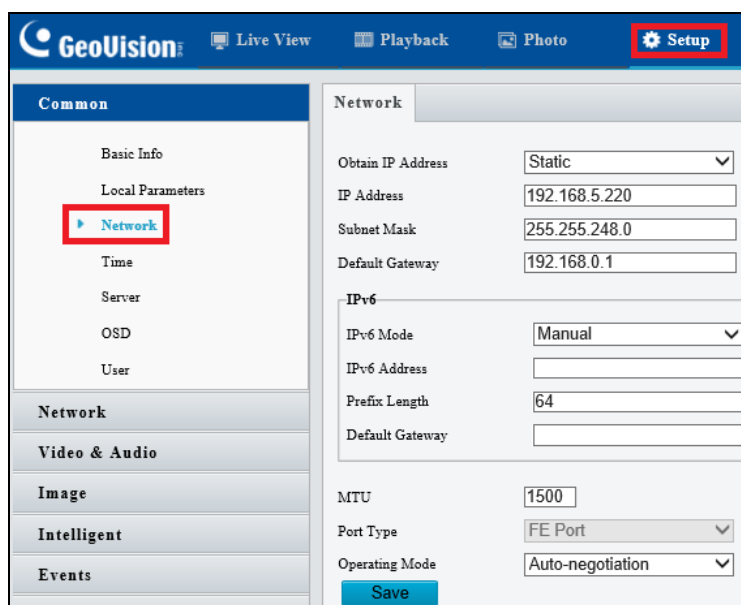 GeoVision Live View Playback Photo Setup
Common
Basic Info
Local Parameters
Network
Time
Server
OSD
User
Network
Video & Audio
Image
Intelligent
Events
Network
Obtain IP Address Static
IP Address 192.168.5.220
Subnet Mask 255.255.248.0
Default Gateway 192.168.0.1
IPv6
IPv6 Mode Manual
IPv6 Address
Prefix Length 64
Default Gateway
MTU 1500
Port Type FE Port
Operating Mode Auto-negotiation
Save